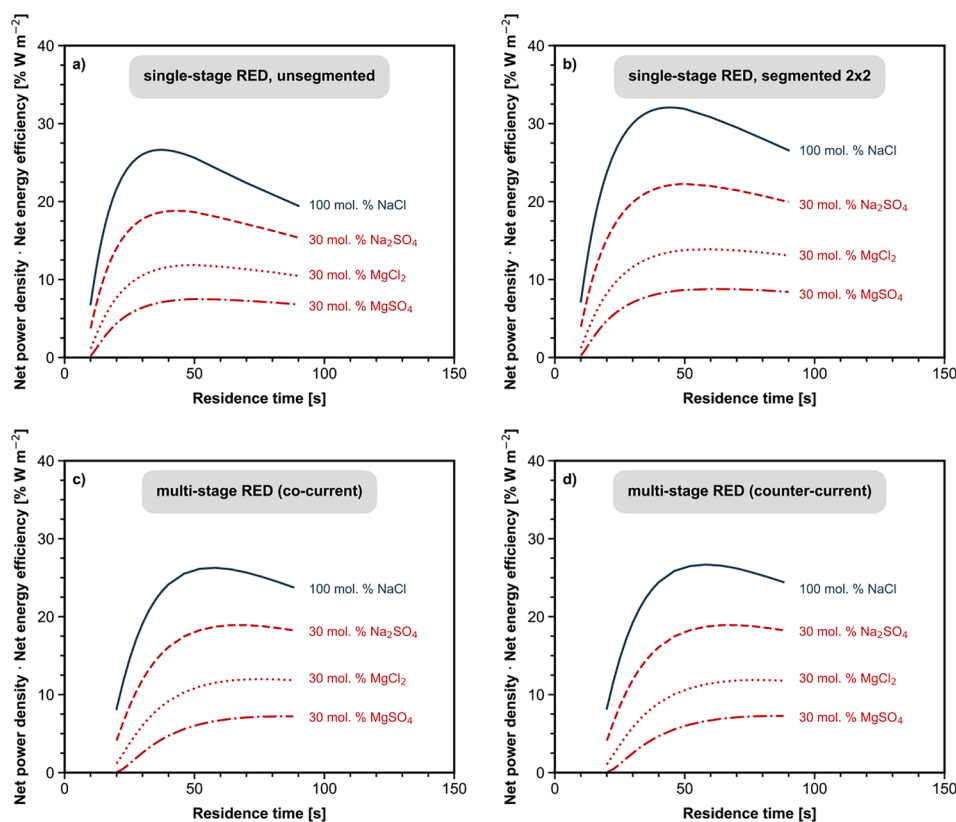 a)
single-stage RED, unsegmented
Net power density · Net energy efficiency [% W m⁻²]
40
30
20
10
0
100 mol. % NaCl
30 mol. % Na₂SO₄
30 mol. % MgCl₂
30 mol. % MgSO₄
0 50 100 150
Residence time [s]
b)
single-stage RED, segmented 2x2
Net power density · Net energy efficiency [% W m⁻²]
40
30
20
10
0
100 mol. % NaCl
30 mol. % Na₂SO₄
30 mol. % MgCl₂
30 mol. % MgSO₄
0 50 100 150
Residence time [s]
c)
multi-stage RED (co-current)
Net power density · Net energy efficiency [% W m⁻²]
40
30
20
10
0
100 mol. % NaCl
30 mol. % Na₂SO₄
30 mol. % MgCl₂
30 mol. % MgSO₄
0 50 100 150
Residence time [s]
d)
multi-stage RED (counter-current)
Net power density · Net energy efficiency [% W m⁻²]
40
30
20
10
0
100 mol. % NaCl
30 mol. % Na₂SO₄
30 mol. % MgCl₂
30 mol. % MgSO₄
0 50 100 150
Residence time [s]